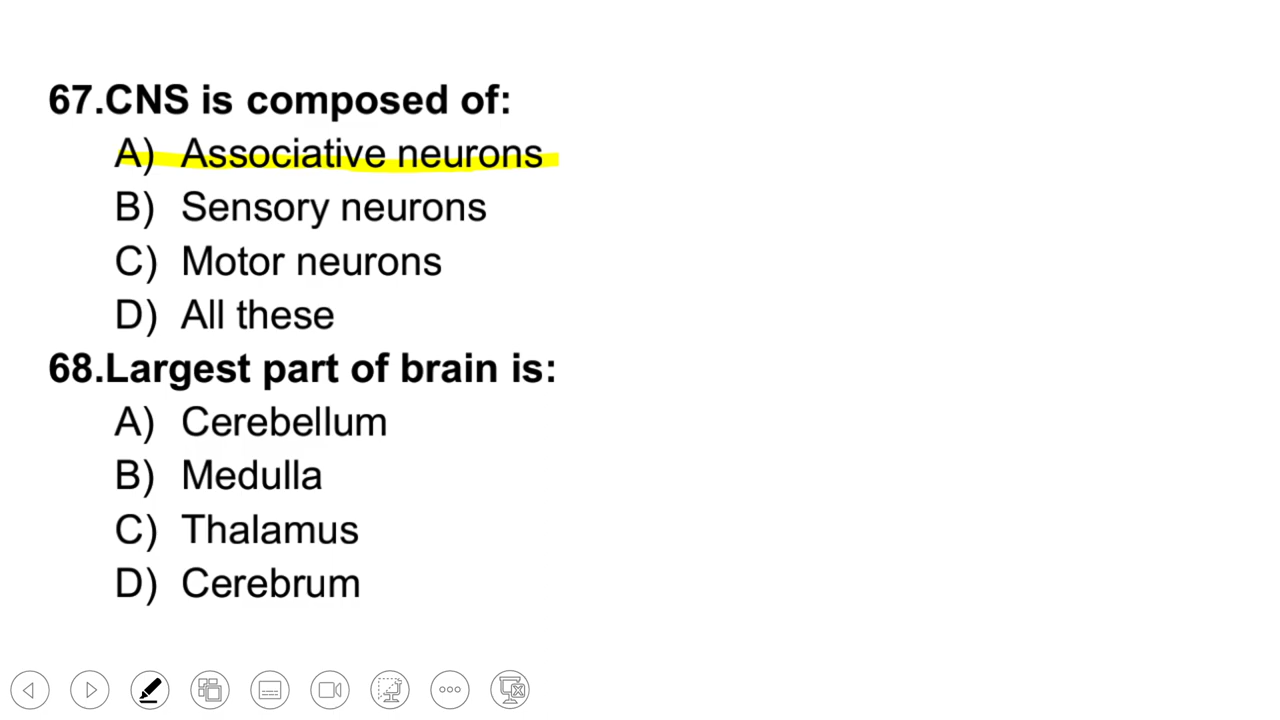 67.CNS is composed of:
A) Associative neurons
B) Sensory neurons
C) Motor neurons
D) All these
68.Largest part of brain is:
A) Cerebellum
B) Medulla
C) Thalamus
D) Cerebrum